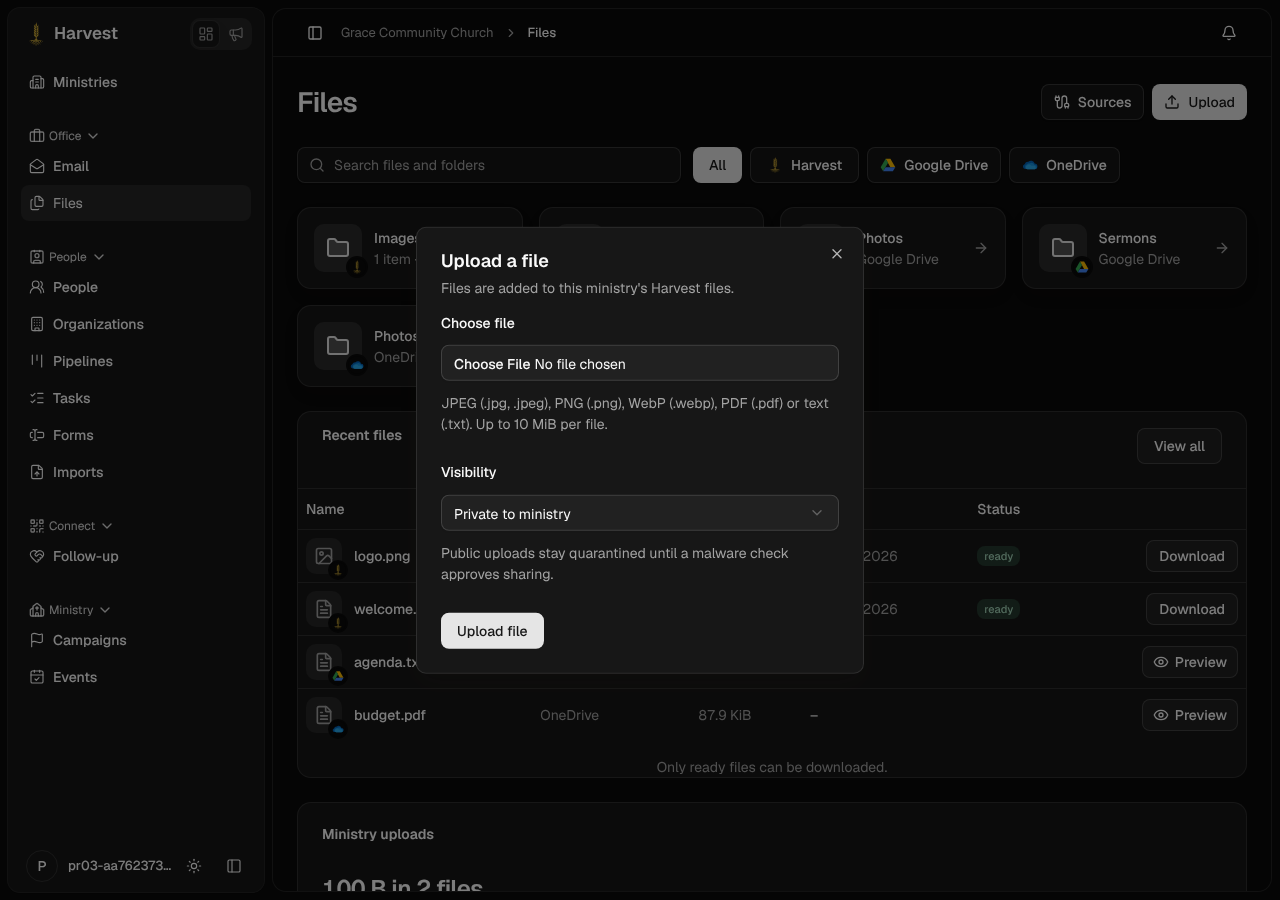 Harvest
Grace Community Church
Files
Ministries
Office
Email
Files
People
People
Organizations
Pipelines
Tasks
Forms
Imports
Connect
Follow-up
Ministry
Campaigns
Events
P
pr03-aa762373...
Files
Sources
Upload
Search files and folders
All
Harvest
Google Drive
OneDrive
1 item
Photos
Google Drive
Sermons
Google Drive
Upload a file
Files are added to this ministry's Harvest files.
Choose file
Choose File No file chosen
JPEG (.jpg, .jpeg), PNG (.png), WebP (.webp), PDF (.pdf) or text
(.txt). Up to 10 MiB per file.
Visibility
Private to ministry
Public uploads stay quarantined until a malware check
approves sharing.
Upload file
Recent files
View all
Name
Status
logo.png
2026
ready
Download
welcome.
2026
ready
Download
Preview
budget.pdf
OneDrive
87.9 KiB
–
Preview
Only ready files can be downloaded.
Ministry uploads
100 B in 2 files